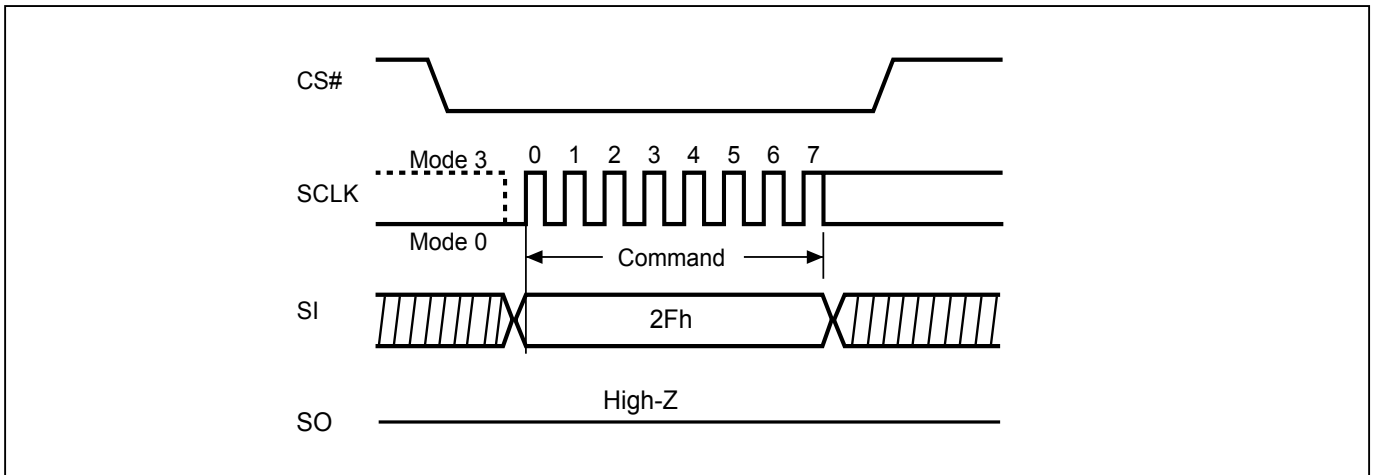 CS#
Mode 3 0 1 2 3 4 5 6 7
SCLK
Mode 0
Command
SI
2Fh
High-Z
SO